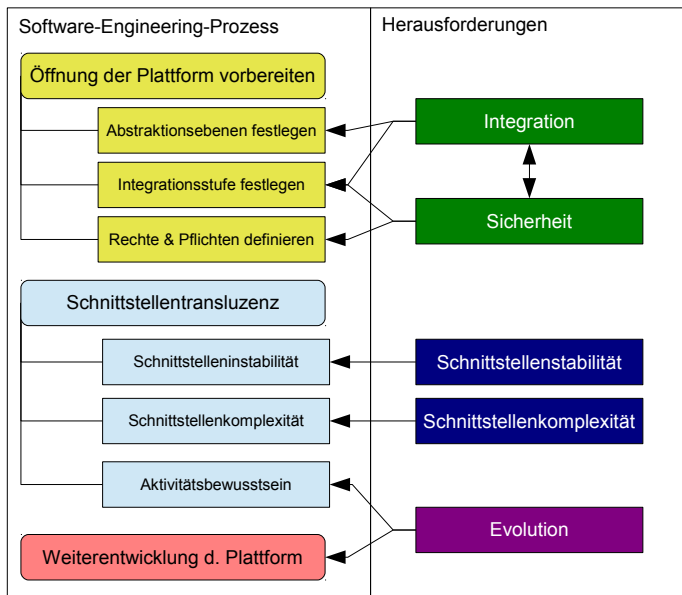 Software-Engineering-Prozess
Öffnung der Plattform vorbereiten
Abstraktionsebenen festlegen
Integrationsstufe festlegen
Rechte & Pflichten definieren
Schnittstellentransluzenz
Schnittstelleninstabilität
Schnittstellenkomplexität
Aktivitätsbewusstsein
Weiterentwicklung d. Plattform
Herausforderungen
Integration
Sicherheit
Schnittstellenstabilität
Schnittstellenkomplexität
Evolution